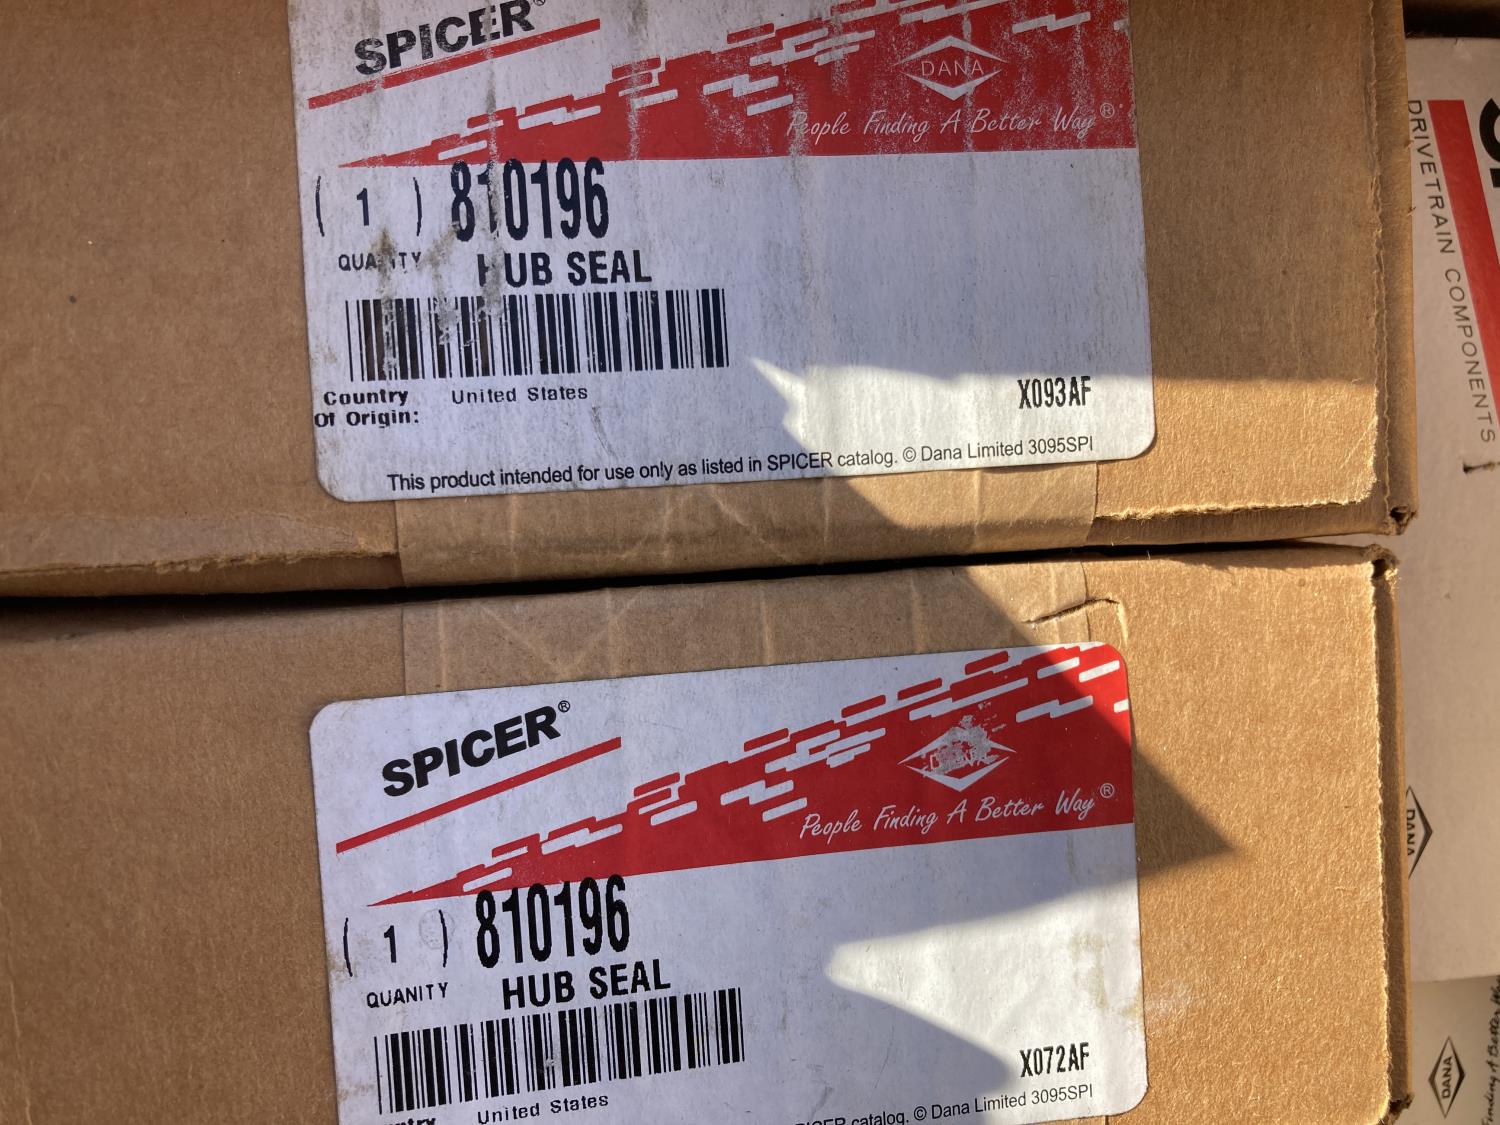 SPICER®
DANA
People Finding A Better Way®
( 1 ) 810196
QUANITY HUB SEAL
Country Of Origin: United States
X093AF
This product intended for use only as listed in SPICER catalog. © Dana Limited 3095SPI
SPICER®
DANA
People Finding A Better Way®
( 1 ) 810196
QUANITY HUB SEAL
United States
X072AF
catalog. © Dana Limited 3095SPI
DRIVETRAIN COMPONENTS
DANA
DANA